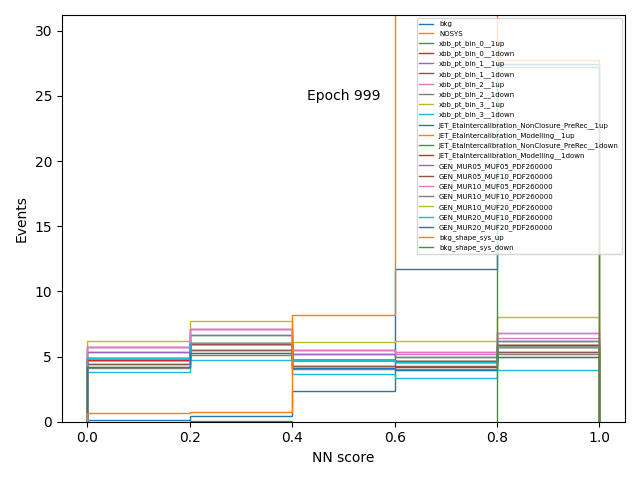 30
25
20
15
10
5
0
Events
Epoch 999
bkg
NOSYS
xbb_pt_bin_0__1up
xbb_pt_bin_0__1down
xbb_pt_bin_1__1up
xbb_pt_bin_1__1down
xbb_pt_bin_2__1up
xbb_pt_bin_2__1down
xbb_pt_bin_3__1up
xbb_pt_bin_3__1down
JET_EtaIntercalibration_NonClosure_PreRec__1up
JET_EtaIntercalibration_Modelling__1up
JET_EtaIntercalibration_NonClosure_PreRec__1down
JET_EtaIntercalibration_Modelling__1down
GEN_MUR05_MUF05_PDF260000
GEN_MUR05_MUF10_PDF260000
GEN_MUR10_MUF05_PDF260000
GEN_MUR10_MUF10_PDF260000
GEN_MUR10_MUF20_PDF260000
GEN_MUR20_MUF10_PDF260000
GEN_MUR20_MUF20_PDF260000
bkg_shape_sys_up
bkg_shape_sys_down
0.0 0.2 0.4 0.6 0.8 1.0
NN score